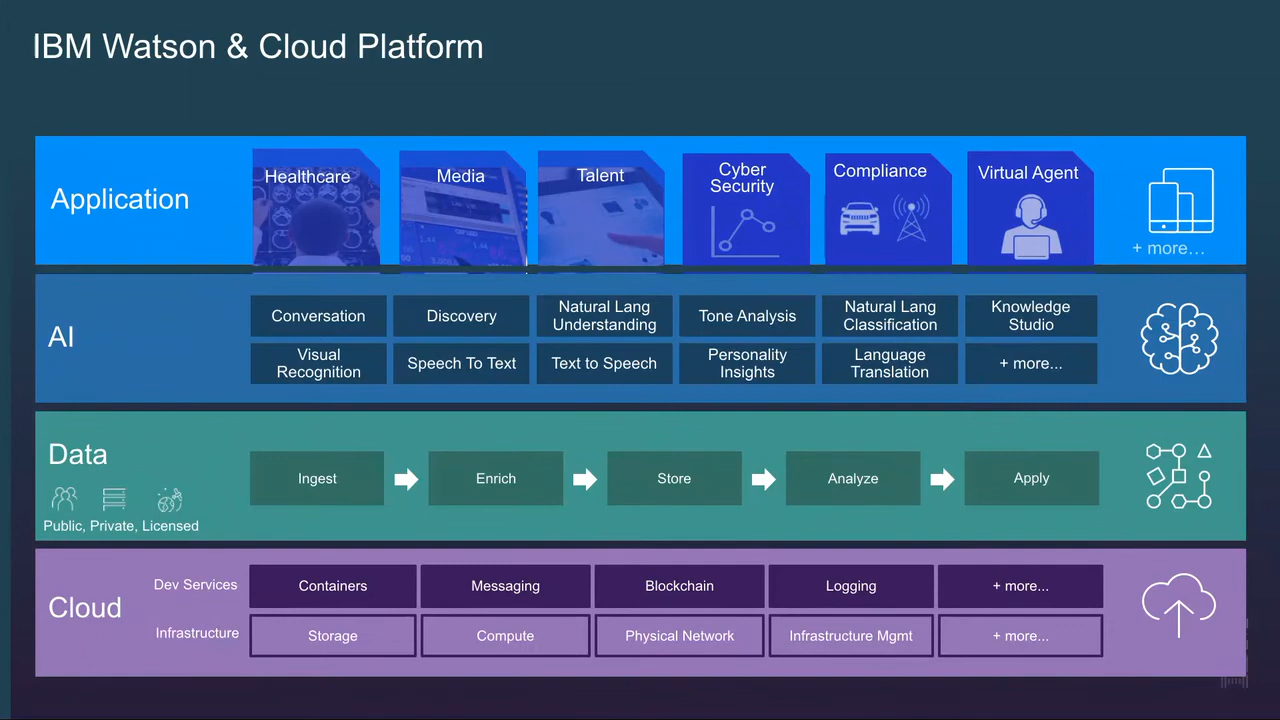 IBM Watson & Cloud Platform
Application
Healthcare
Media
Talent
Cyber
Security
Compliance
Virtual Agent
+ more...
AI
Conversation
Discovery
Natural Lang
Understanding
Tone Analysis
Natural Lang
Classification
Knowledge
Studio
Visual
Recognition
Speech To Text
Text to Speech
Personality
Insights
Language
Translation
+ more...
Data
Public, Private, Licensed
Ingest
Enrich
Store
Analyze
Apply
Cloud
Dev Services
Containers
Messaging
Blockchain
Logging
+ more...
Infrastructure
Storage
Compute
Physical Network
Infrastructure Mgmt
+ more...